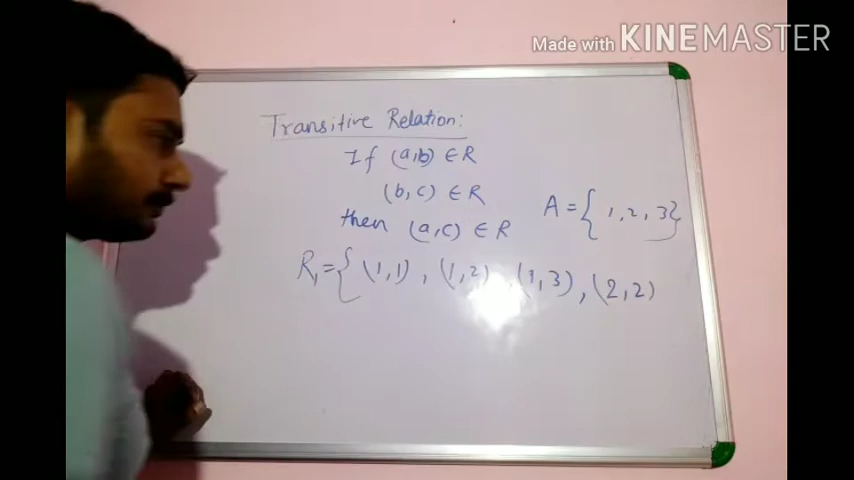 Made with KINEMASTER
Transitive Relation:
If (a,b) ∈ R
(b,c) ∈ R
then (a,c) ∈ R
A = { 1, 2, 3}
R₁ = { (1,1), (1,2), (1,3), (2,2)